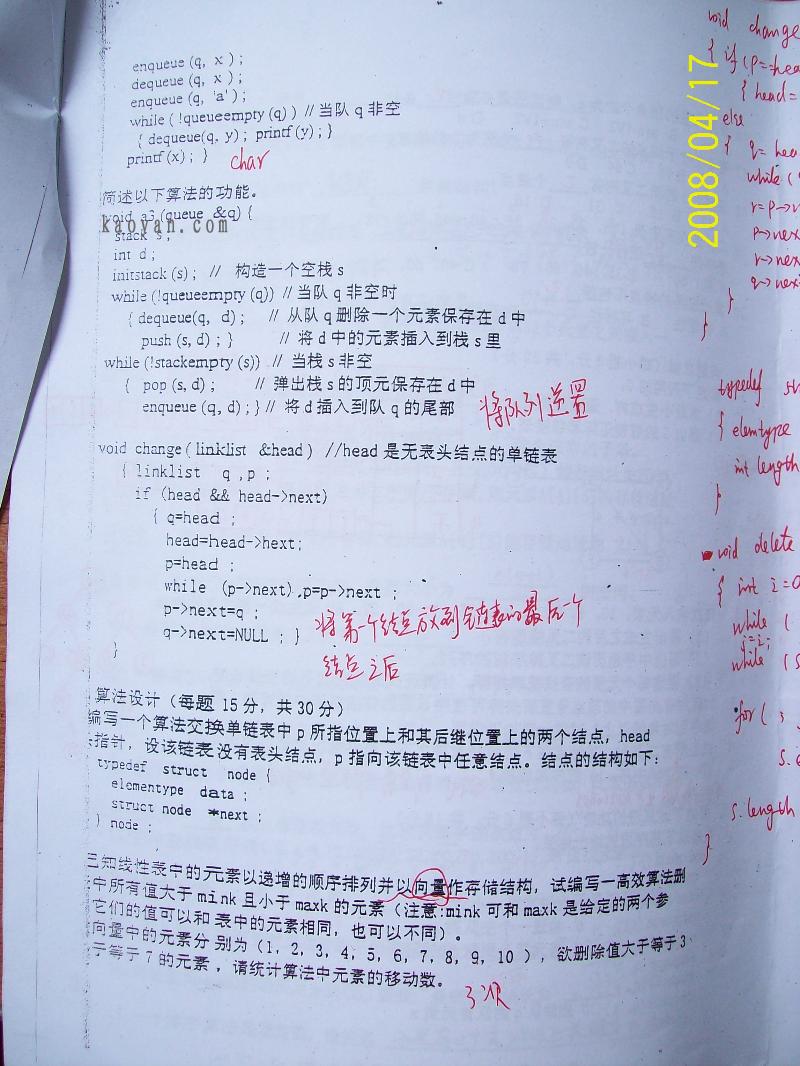 enqueue (q, x );
dequeue (q, x );
enqueue (q, 'a' );
while ( !queueempty (q) ) // 当队 q 非空
{ dequeue(q, y); printf (y) ; }
printf (x) ; }
char
简述以下算法的功能。
void a3 (queue &q) {
kaoyan.com
stack s ;
int d ;
initstack (s) ; // 构造一个空栈 s
while (!queueempty (q)) // 当队 q 非空时
{ dequeue(q, d); // 从队 q 删除一个元素保存在 d 中
push (s, d) ; } // 将 d 中的元素插入到栈 s 里
while (!stackempty (s)) // 当栈 s 非空
{ pop (s, d) ; // 弹出栈 s 的顶元保存在 d 中
enqueue (q, d) ; } // 将 d 插入到队 q 的尾部
将队列逆置
void change ( linklist &head ) //head 是无表头结点的单链表
{ linklist q ,p ;
if (head && head->next)
{ q=head ;
head=head->hext;
p=head ;
while (p->next) p=p->next ;
p->next=q ;
q->next=NULL ; }
}
将第一个结点放到链表的最后一个
结点之后
算法设计（每题 15 分，共 30 分）
编写一个算法交换单链表中 p 所指位置上和其后继位置上的两个结点，head
指针，设该链表没有表头结点，p 指向该链表中任意结点。结点的结构如下：
typedef struct node {
elementype data ;
struct node *next ;
} node ;
已知线性表中的元素以递增的顺序排列并以向量作存储结构，试编写一高效算法删
中所有值大于 mink 且小于 maxk 的元素（注意:mink 可和 maxk 是给定的两个参
它们的值可以和 表中的元素相同，也可以不同）。
向量中的元素分 别为（1, 2, 3, 4, 5, 6, 7, 8, 9, 10 ），欲删除值大于等于 3
于等于 7 的元素 ，请统计算法中元素的移动数。
3次
2008/04/17
void change
{ if (p==hea
{ head=
else
{ q= hea
while (
r=p->n
p->nex
r->nex
q->nex
}
}
typedef st
{ elemtype
int length
}
void delete
{ int i=0
while (
i=i;
while (s
for( ;
s.
s.length
}